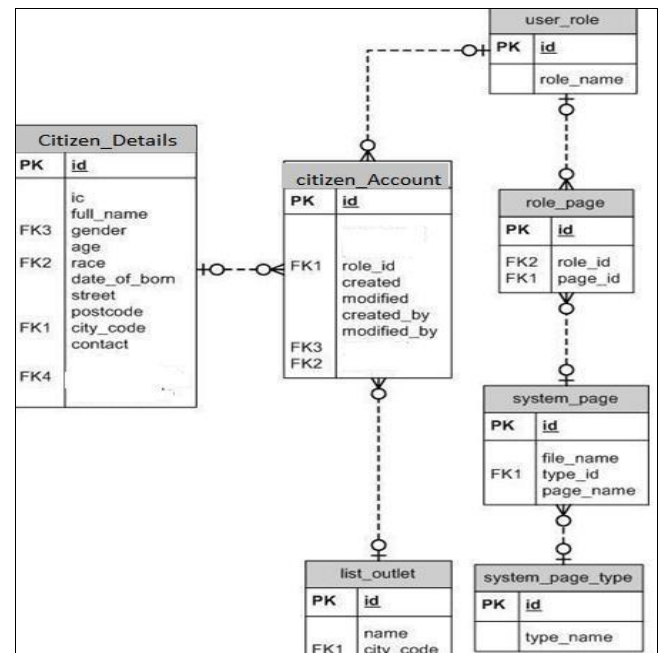 user_role
PK id
role_name
Citizen_Details
PK id
ic
full_name
FK3 gender
age
FK2 race
date_of_born
street
postcode
FK1 city_code
contact
FK4
citizen_Account
PK id
FK1 role_id
created
modified
created_by
modified_by
FK3
FK2
role_page
PK id
FK2 role_id
FK1 page_id
system_page
PK id
file_name
FK1 type_id
page_name
list_outlet
PK id
name
FK1 city_code
system_page_type
PK id
type_name